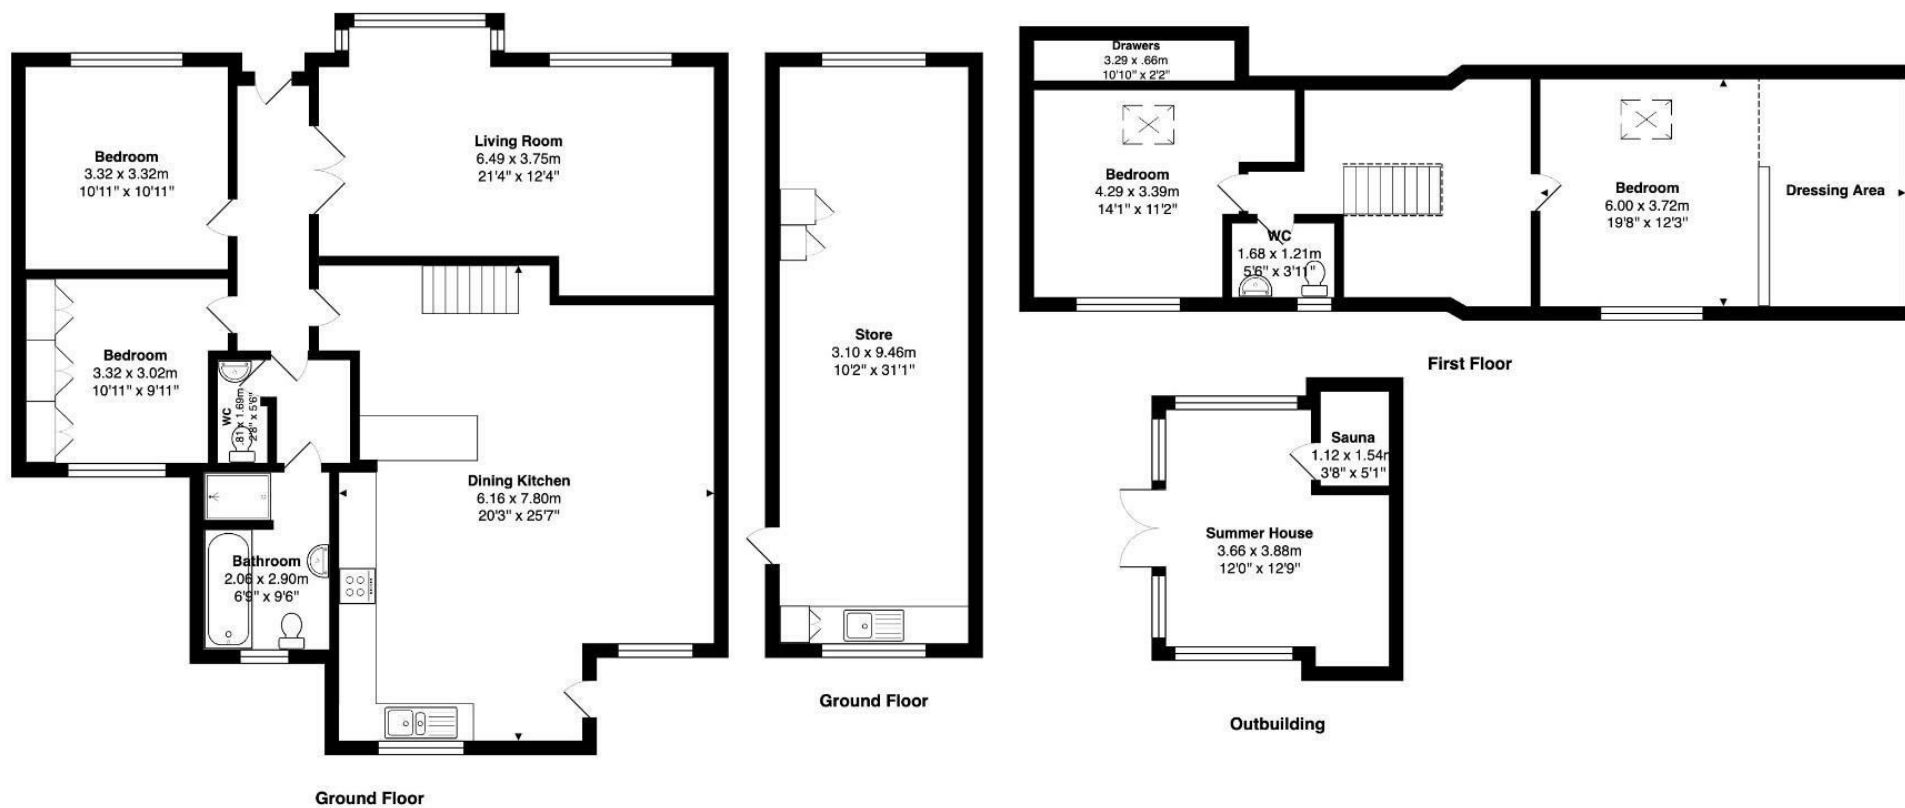 Bedroom
3.32 x 3.32m
10'11" x 10'11"
Living Room
6.49 x 3.75m
21'4" x 12'4"
Bedroom
3.32 x 3.02m
10'11" x 9'11"
WC
.81 x 1.69m
2'8" x 5'6"
Dining Kitchen
6.16 x 7.80m
20'3" x 25'7"
Bathroom
2.06 x 2.90m
6'9" x 9'6"
Ground Floor
Store
3.10 x 9.46m
10'2" x 31'1"
Ground Floor
Drawers
3.29 x .66m
10'10" x 2'2"
Bedroom
4.29 x 3.39m
14'1" x 11'2"
WC
1.68 x 1.21m
5'6" x 3'11"
Bedroom
6.00 x 3.72m
19'8" x 12'3"
Dressing Area
First Floor
Sauna
1.12 x 1.54m
3'8" x 5'1"
Summer House
3.66 x 3.88m
12'0" x 12'9"
Outbuilding